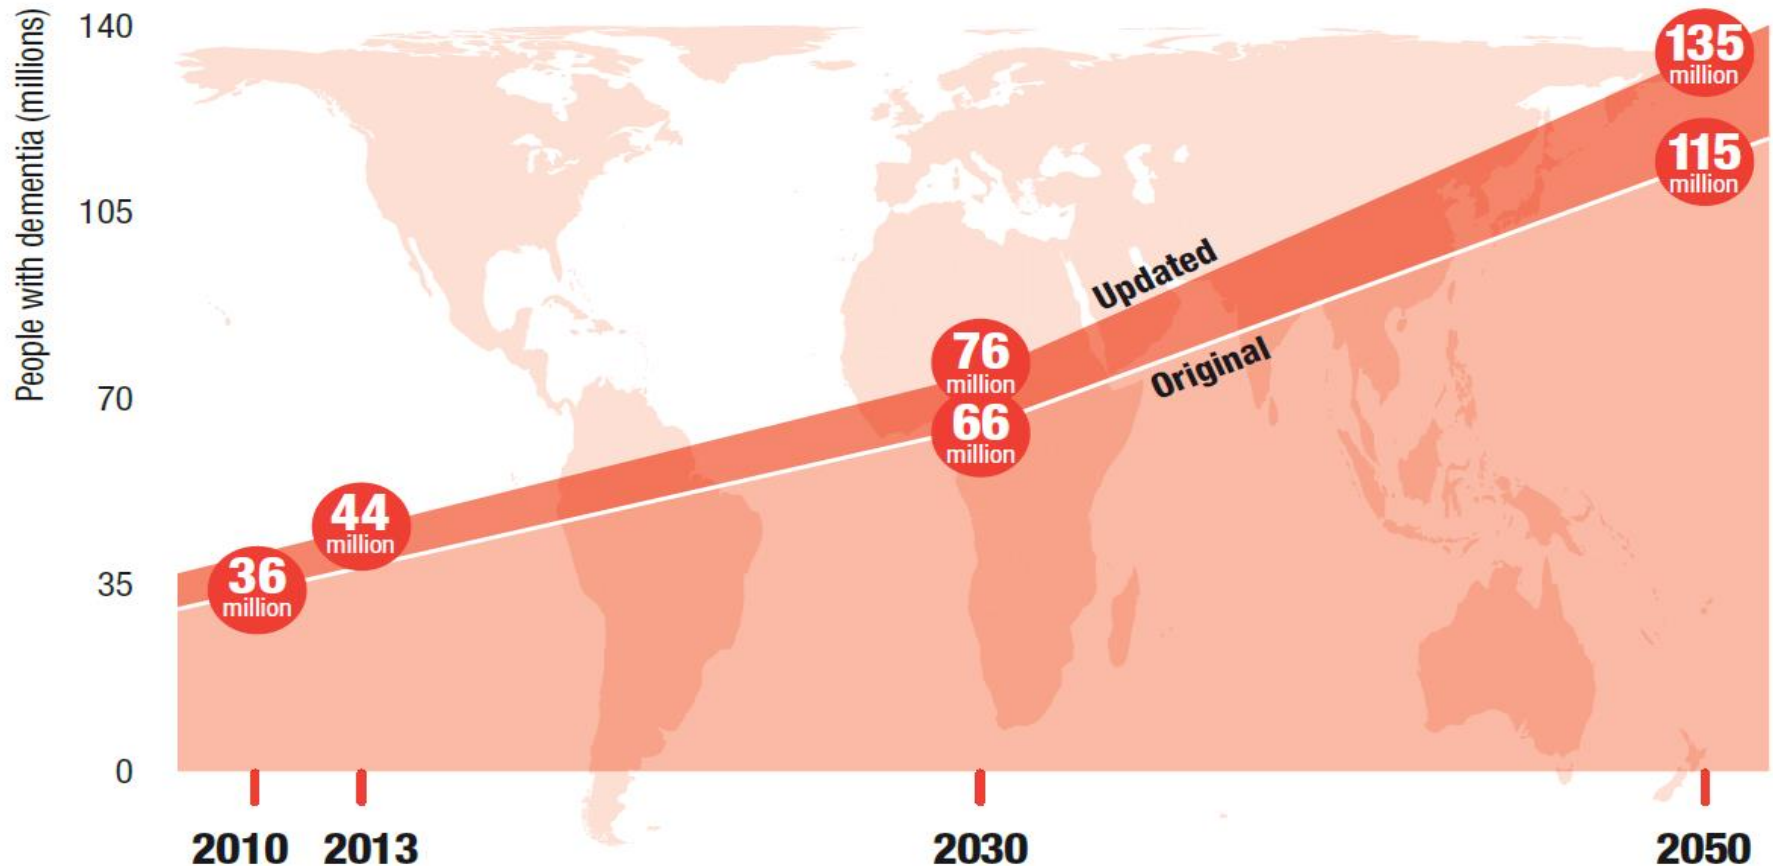 People with dementia (millions)
140
105
70
35
0
135
million
115
million
Updated
Original
76
million
66
million
44
million
36
million
2010
2013
2030
2050